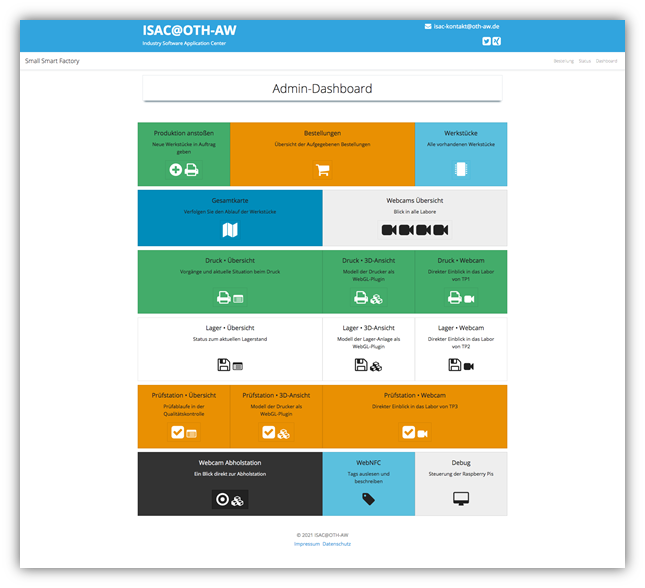 ISAC@OTH-AW
Industry Software Application Center
isac-kontakt@oth-aw.de
Small Smart Factory
Bestellung Status Dashboard
Admin-Dashboard
Produktion anstoßen
Neue Werkstücke in Auftrag
geben
Bestellungen
Übersicht der Aufgegebenen Bestellungen
Werkstücke
Alle vorhandenen Werkstücke
Gesamtkarte
Verfolgen Sie den Ablauf der Werkstücke
Webcams Übersicht
Blick in alle Labore
Druck • Übersicht
Vorgänge und aktuelle Situation beim Druck
Druck • 3D-Ansicht
Modell der Drucker als
WebGL-Plugin
Druck • Webcam
Direkter Einblick in das Labor
von TP1
Lager • Übersicht
Status zum aktuellen Lagerstand
Lager • 3D-Ansicht
Modell der Lager-Anlage als
WebGL-Plugin
Lager • Webcam
Direkter Einblick in das Labor
von TP2
Prüfstation • Übersicht
Prüfabläufe in der
Qualitätskontrolle
Prüfstation • 3D-Ansicht
Modell der Drucker als
WebGL-Plugin
Prüfstation • Webcam
Direkter Einblick in das Labor von TP3
Webcam Abholstation
Ein Blick direkt zur Abholstation
WebNFC
Tags auslesen und
beschreiben
Debug
Steuerung der Raspberry Pis
© 2021 ISAC@OTH-AW
Impressum Datenschutz